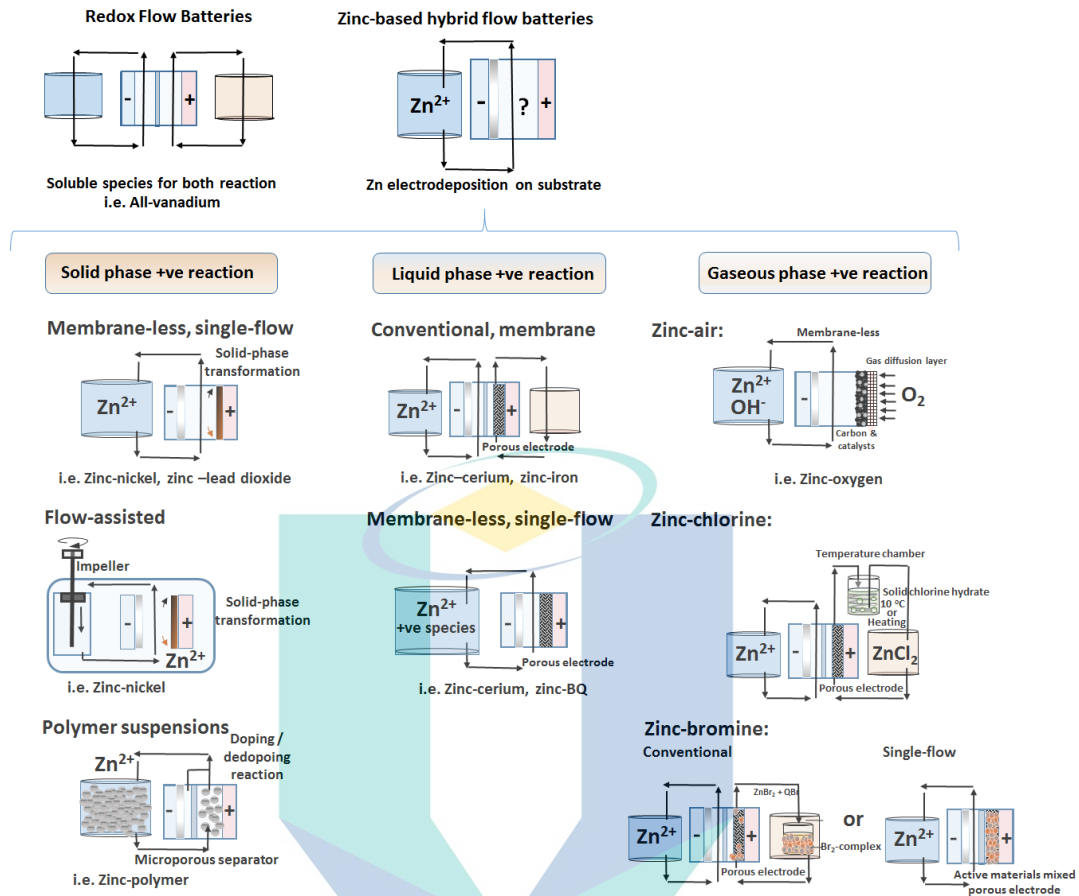 Redox Flow Batteries
Zinc-based hybrid flow batteries
-
+
Zn2+
-
?
+
Soluble species for both reaction
i.e. All-vanadium
Zn electrodeposition on substrate
Solid phase +ve reaction
Liquid phase +ve reaction
Gaseous phase +ve reaction
Membrane-less, single-flow
Solid-phase
transformation
Zn2+
-
+
i.e. Zinc-nickel, zinc –lead dioxide
Flow-assisted
Impeller
-
+
Solid-phase
transformation
Zn2+
i.e. Zinc-nickel
Polymer suspensions
Zn2+
Doping /
dedopoing
reaction
-
+
Microporous separator
i.e. Zinc-polymer
Conventional, membrane
Zn2+
-
+
Porous electrode
i.e. Zinc–cerium, zinc-iron
Membrane-less, single-flow
Zn2+
+ve species
-
+
Porous electrode
i.e. Zinc-cerium, zinc-BQ
Zinc-air:
Membrane-less
Gas diffusion layer
Zn2+
OH-
-
+
O2
Carbon &
catalysts
i.e. Zinc-oxygen
Zinc-chlorine:
Temperature chamber
Solid chlorine hydrate
10 °C
or
Heating
Zn2+
-
+
ZnCl2
Porous electrode
Zinc-bromine:
Conventional
Single-flow
ZnBr2 + QBr
Zn2+
-
+
Br2-complex
or
Zn2+
-
+
Active materials mixed
porous electrode